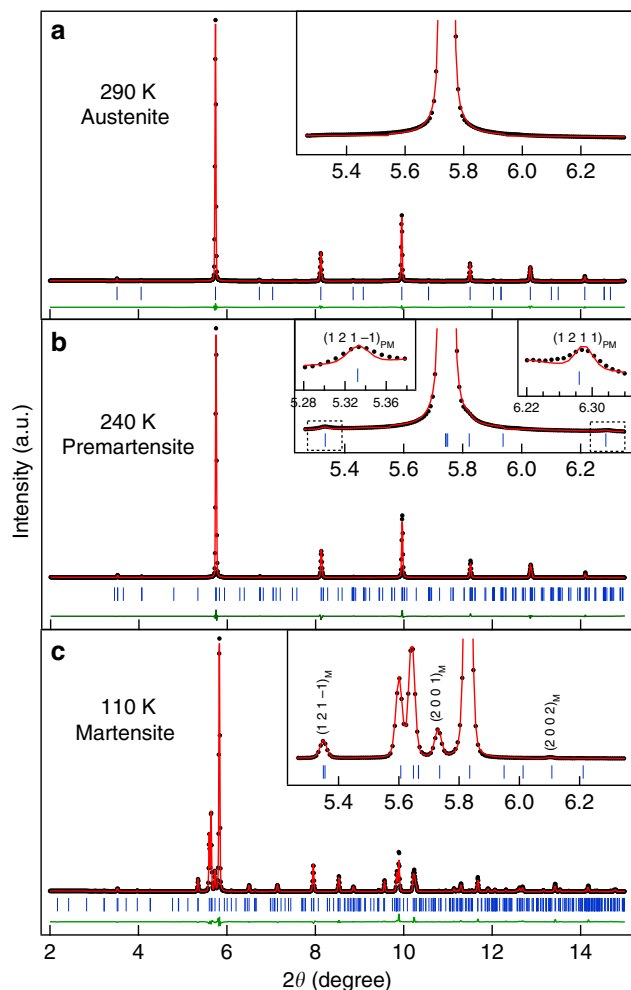 a
290 K
Austenite
5.4 5.6 5.8 6.0 6.2
b
240 K
Premartensite
(1 2 1 −1)PM
5.28 5.32 5.36
(1 2 1 1)PM
6.22 6.30
5.4 5.6 5.8 6.0 6.2
Intensity (a.u.)
c
110 K
Martensite
(1 2 1 −1)M
(2 0 0 1)M
(2 0 0 2)M
5.4 5.6 5.8 6.0 6.2
2 4 6 8 10 12 14
2θ (degree)